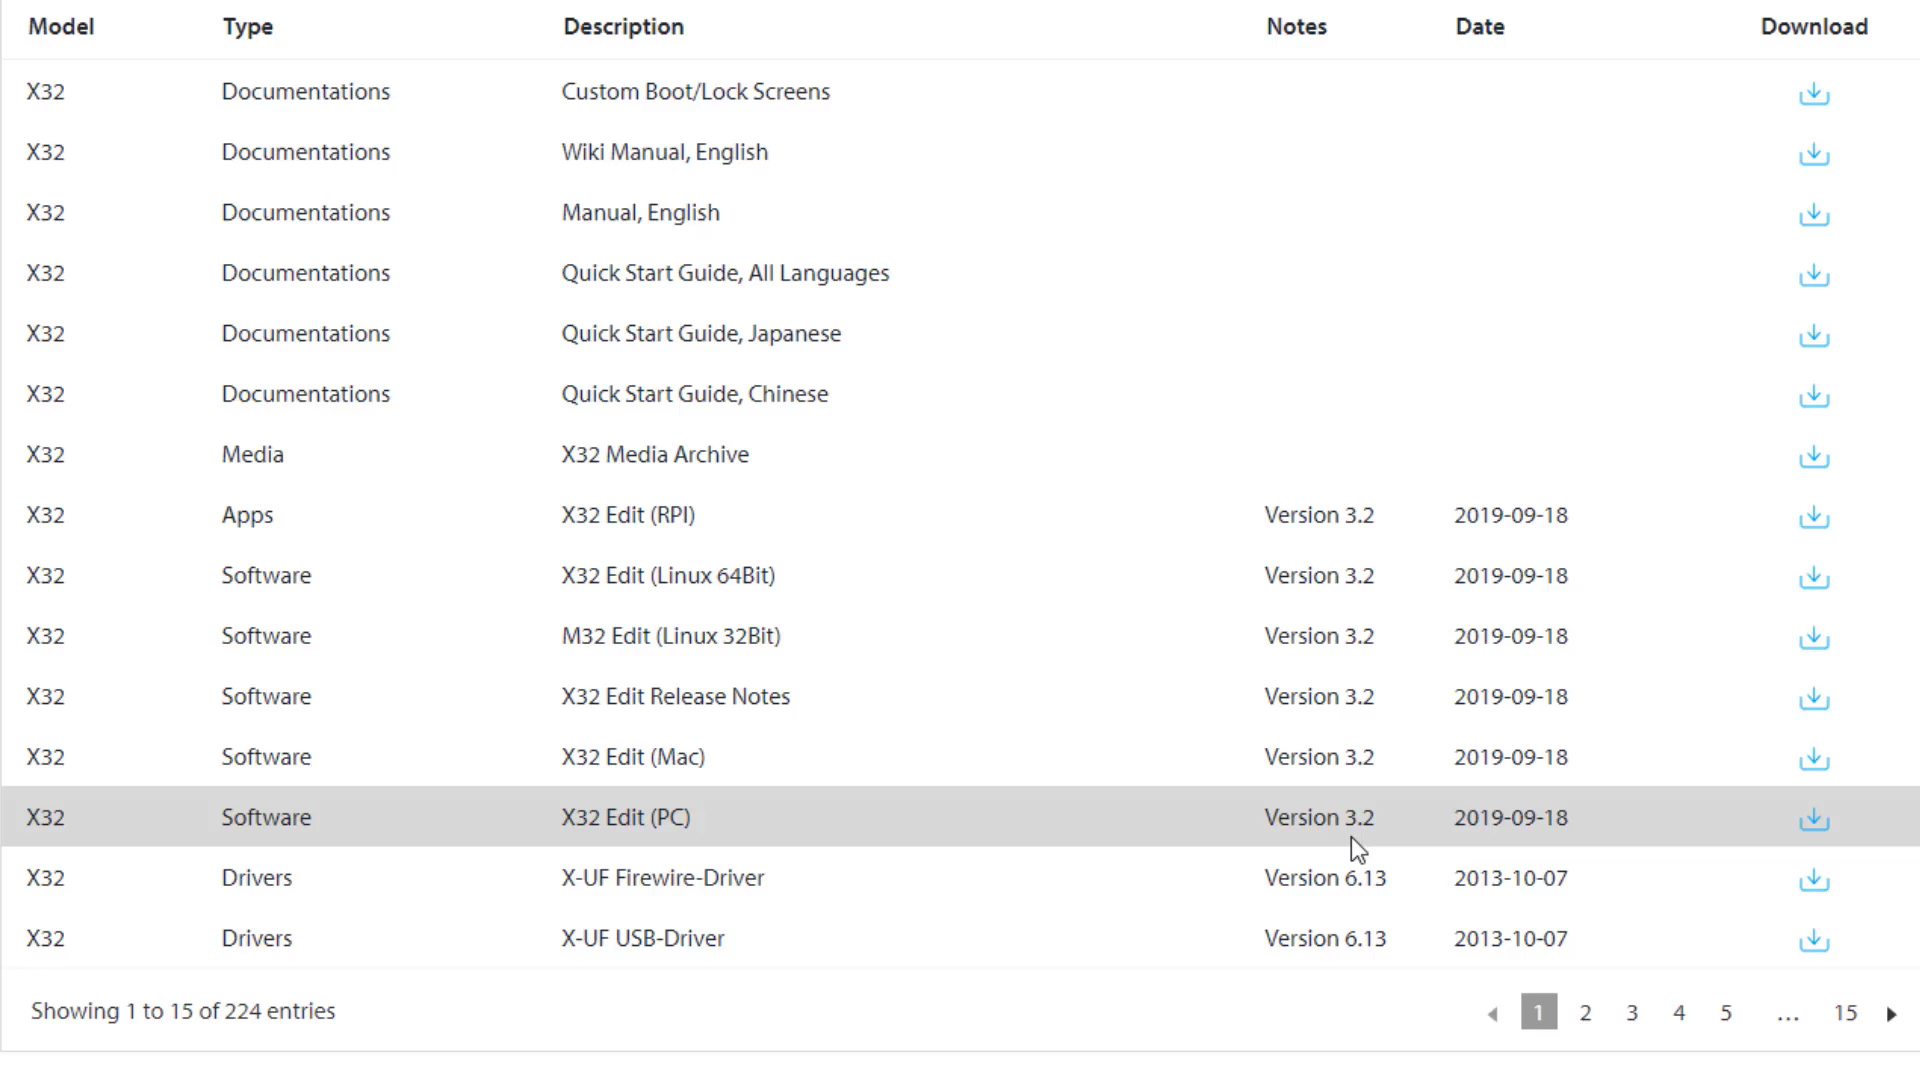 Model Type Description Notes Date Download
X32 Documentations Custom Boot/Lock Screens
X32 Documentations Wiki Manual, English
X32 Documentations Manual, English
X32 Documentations Quick Start Guide, All Languages
X32 Documentations Quick Start Guide, Japanese
X32 Documentations Quick Start Guide, Chinese
X32 Media X32 Media Archive
X32 Apps X32 Edit (RPI) Version 3.2 2019-09-18
X32 Software X32 Edit (Linux 64Bit) Version 3.2 2019-09-18
X32 Software M32 Edit (Linux 32Bit) Version 3.2 2019-09-18
X32 Software X32 Edit Release Notes Version 3.2 2019-09-18
X32 Software X32 Edit (Mac) Version 3.2 2019-09-18
X32 Software X32 Edit (PC) Version 3.2 2019-09-18
X32 Drivers X-UF Firewire-Driver Version 6.13 2013-10-07
X32 Drivers X-UF USB-Driver Version 6.13 2013-10-07
Showing 1 to 15 of 224 entries 1 2 3 4 5 ... 15